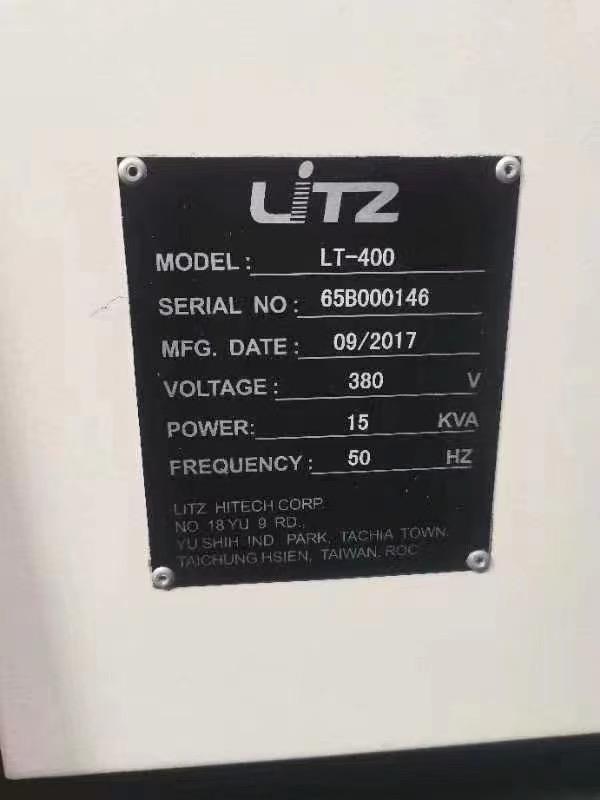 LiTZ
MODEL: LT-400
SERIAL NO: 65B000146
MFG. DATE: 09/2017
VOLTAGE: 380 V
POWER: 15 KVA
FREQUENCY: 50 HZ
LITZ HITECH CORP.
NO. 18 YU 9 RD.,
YU SHIH IND. PARK, TACHIA TOWN.
TAICHUNG HSIEN, TAIWAN, ROC